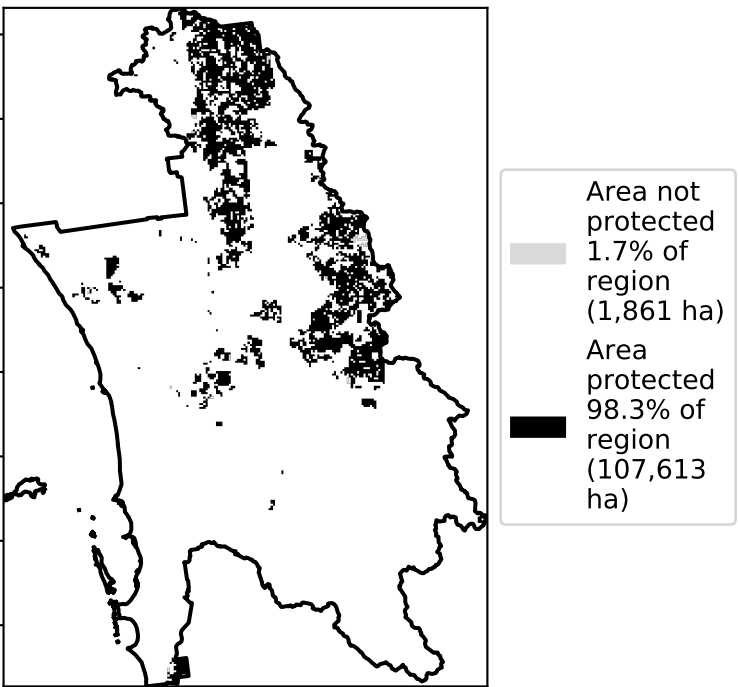 Area not
protected
1.7% of
region
(1,861 ha)
Area
protected
98.3% of
region
(107,613
ha)